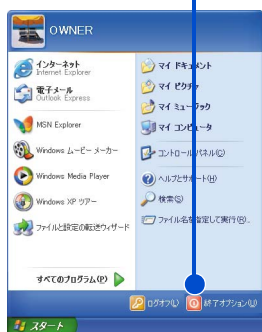 OWNER
インターネット
Internet Explorer
電子メール
Outlook Express
MSN Explorer
Windows ムービー メーカー
Windows Media Player
Windows XP ツアー
ファイルと設定の転送ウィザード
すべてのプログラム(P)
マイ ドキュメント
マイ ピクチャ
マイ ミュージック
マイ コンピュータ
コントロール パネル(C)
ヘルプとサポート(H)
検索(S)
ファイル名を指定して実行(R)...
ログオフ(L)
終了オプション(U)
スタート